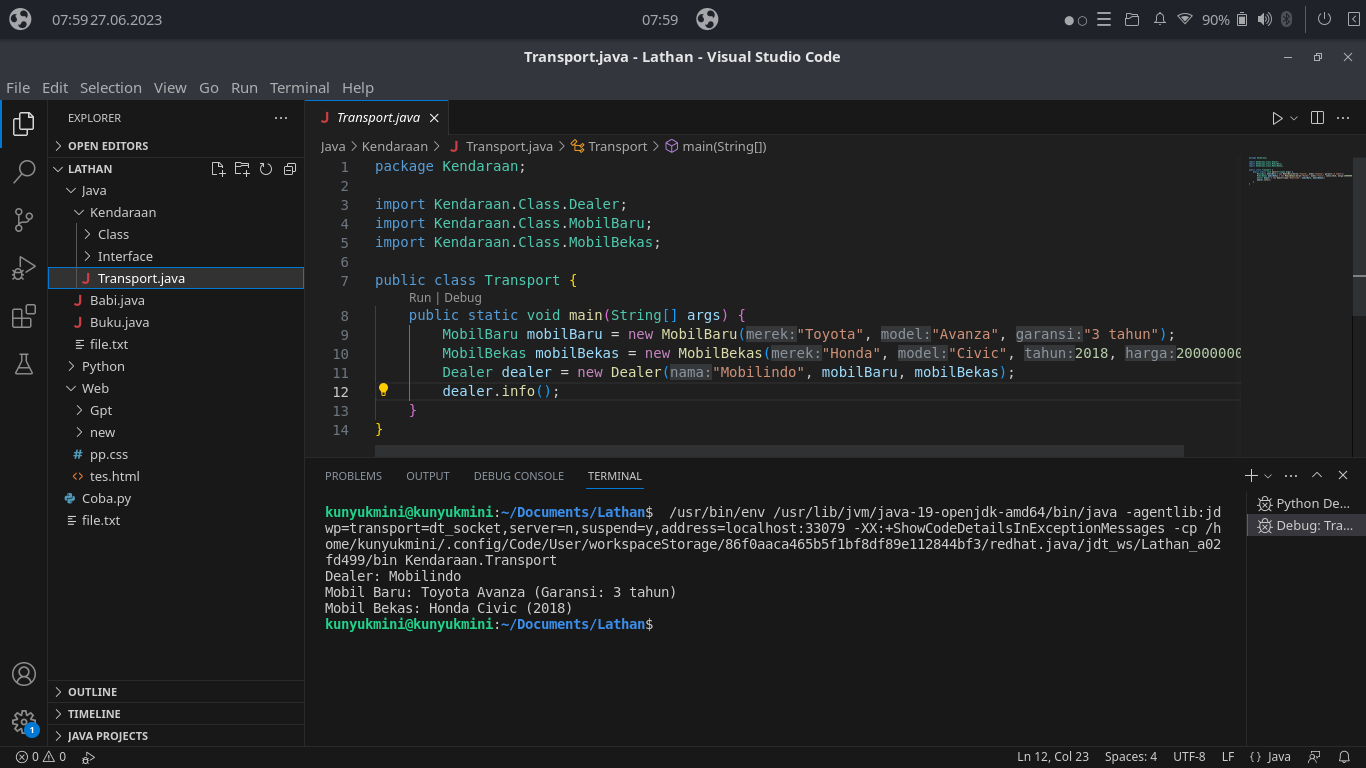 07:59 27.06.2023
07:59
90%
Transport.java - Lathan - Visual Studio Code
File Edit Selection View Go Run Terminal Help
EXPLORER
OPEN EDITORS
LATHAN
Java
Kendaraan
Class
Interface
Transport.java
Babi.java
Buku.java
file.txt
Python
Web
Gpt
new
pp.css
tes.html
Coba.py
file.txt
OUTLINE
TIMELINE
JAVA PROJECTS
1
Transport.java
Java > Kendaraan > Transport.java > Transport > main(String[])
1 package Kendaraan;
2
3 import Kendaraan.Class.Dealer;
4 import Kendaraan.Class.MobilBaru;
5 import Kendaraan.Class.MobilBekas;
6
7 public class Transport {
Run | Debug
8 public static void main(String[] args) {
9 MobilBaru mobilBaru = new MobilBaru(merek:"Toyota", model:"Avanza", garansi:"3 tahun");
10 MobilBekas mobilBekas = new MobilBekas(merek:"Honda", model:"Civic", tahun:2018, harga:20000000
11 Dealer dealer = new Dealer(nama:"Mobilindo", mobilBaru, mobilBekas);
12 dealer.info();
13 }
14 }
PROBLEMS OUTPUT DEBUG CONSOLE TERMINAL
kunyukmini@kunyukmini:~/Documents/Lathan$  /usr/bin/env /usr/lib/jvm/java-19-openjdk-amd64/bin/java -agentlib:jd
wp=transport=dt_socket,server=n,suspend=y,address=localhost:33079 -XX:+ShowCodeDetailsInExceptionMessages -cp /h
ome/kunyukmini/.config/Code/User/workspaceStorage/86f0aaca465b5f1bf8df89e112844bf3/redhat.java/jdt_ws/Lathan_a02
fd499/bin Kendaraan.Transport
Dealer: Mobilindo
Mobil Baru: Toyota Avanza (Garansi: 3 tahun)
Mobil Bekas: Honda Civic (2018)
kunyukmini@kunyukmini:~/Documents/Lathan$
Python De...
Debug: Tra...
0 0
Ln 12, Col 23 Spaces: 4 UTF-8 LF { } Java